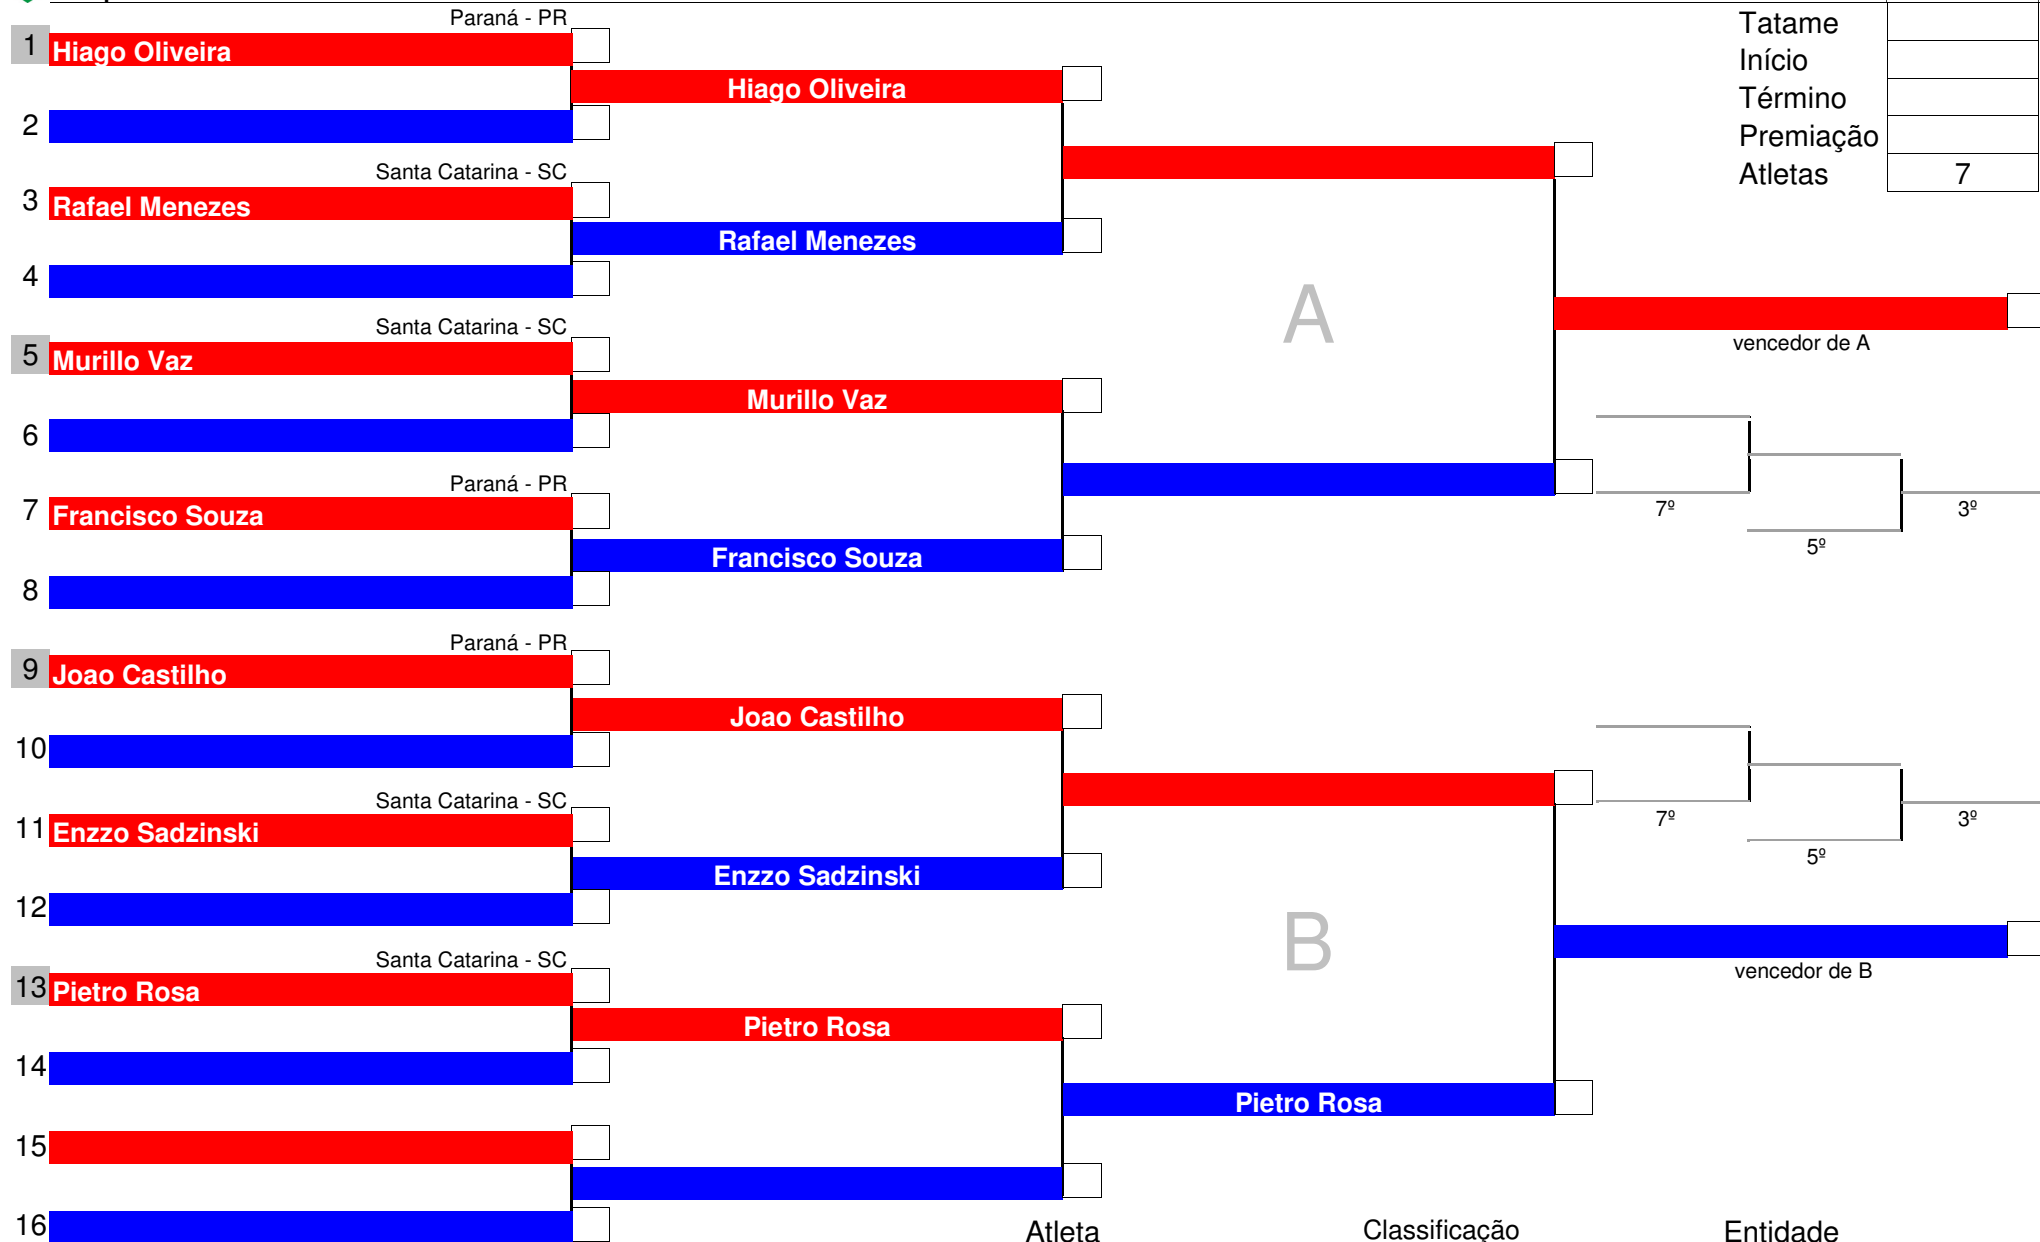 Paraná - PR
1 Hiago Oliveira
Hiago Oliveira
2
Santa Catarina - SC
3 Rafael Menezes
Rafael Menezes
4
Santa Catarina - SC
5 Murillo Vaz
Murillo Vaz
6
Paraná - PR
7 Francisco Souza
Francisco Souza
8
Paraná - PR
9 Joao Castilho
Joao Castilho
10
Santa Catarina - SC
11 Enzzo Sadzinski
Enzzo Sadzinski
12
Santa Catarina - SC
13 Pietro Rosa
Pietro Rosa
14
Pietro Rosa
15
16
A
B
Tatame
Início
Término
Premiação
Atletas 7
vencedor de A
7º
5º
3º
7º
5º
3º
vencedor de B
Atleta Classificação Entidade